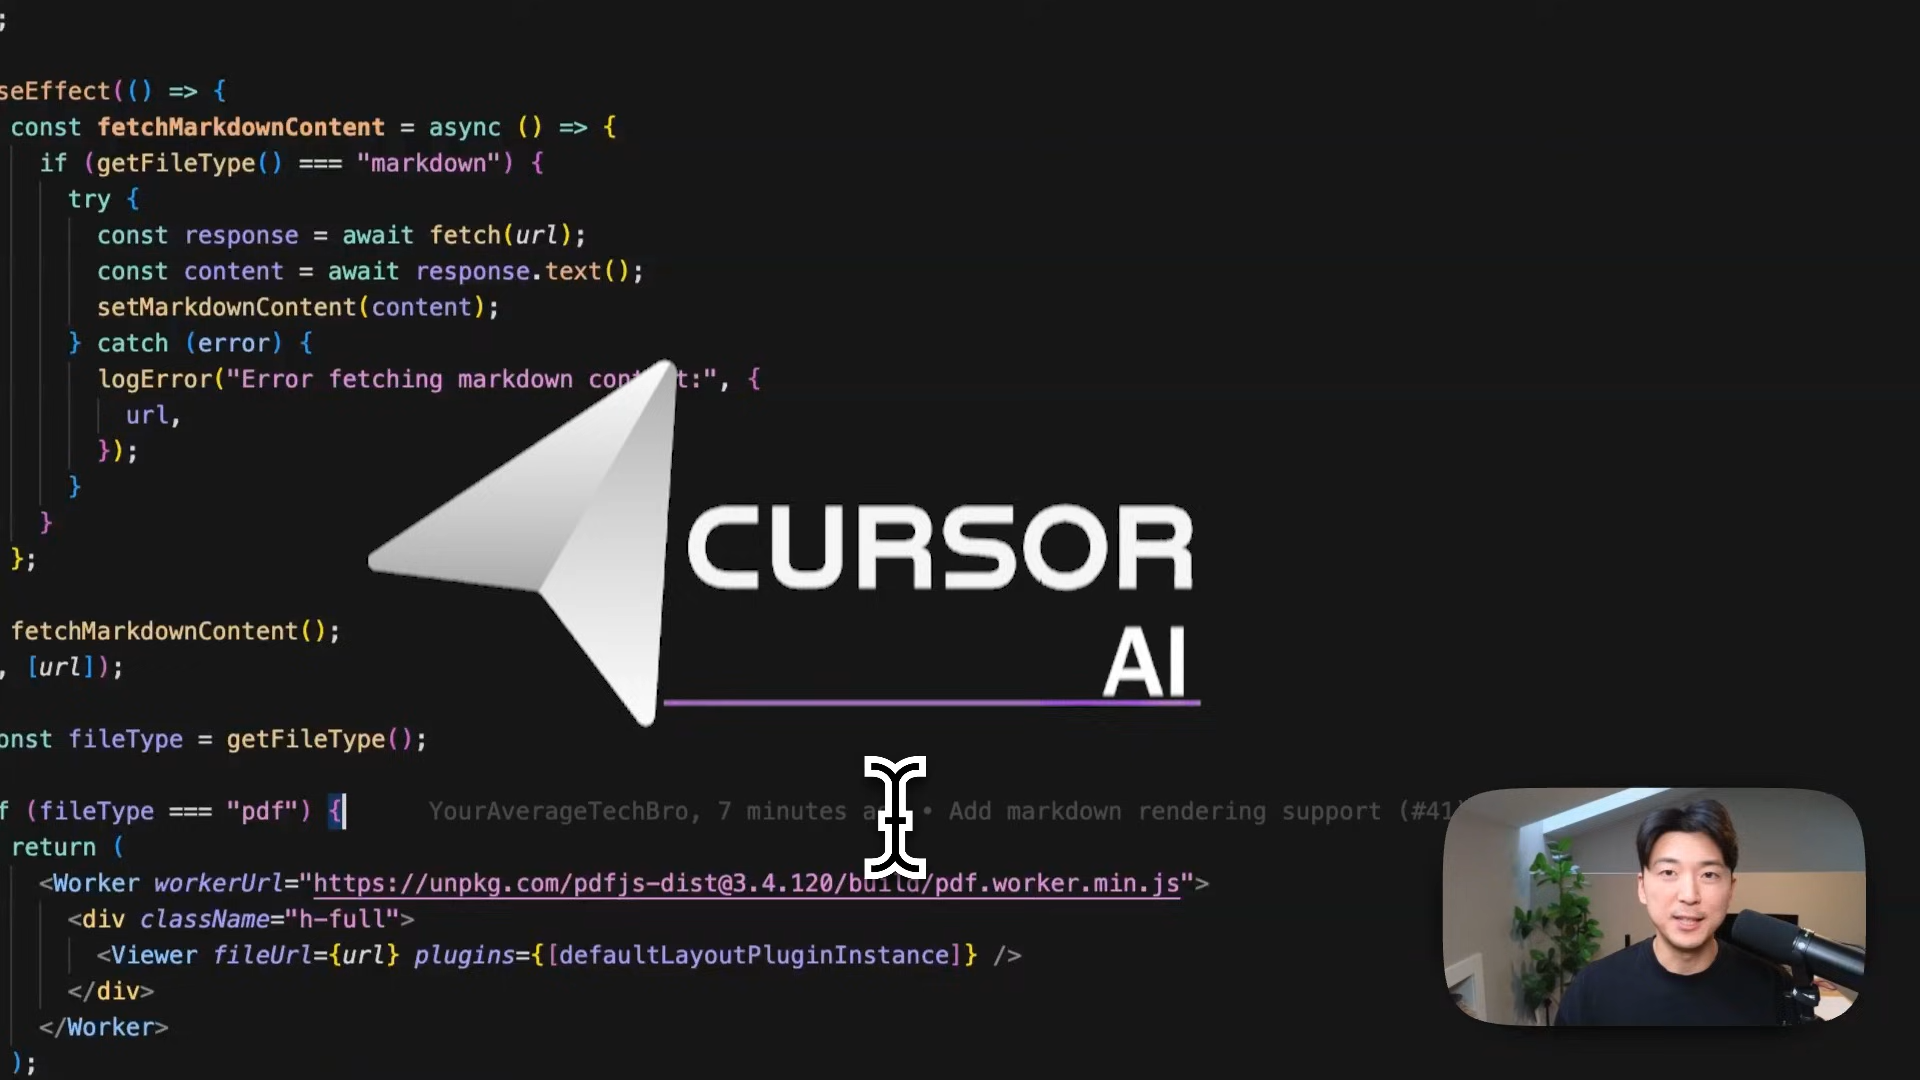 ;
seEffect(() => {
const fetchMarkdownContent = async () => {
if (getFileType() === "markdown") {
try {
const response = await fetch(url);
const content = await response.text();
setMarkdownContent(content);
} catch (error) {
logError("Error fetching markdown con t:", {
url,
});
}
}
};
fetchMarkdownContent();
, [url]);
onst fileType = getFileType();
f (fileType === "pdf") {
YourAverageTechBro, 7 minutes a • Add markdown rendering support (#41
return (
<Worker workerUrl="https://unpkg.com/pdfjs-dist@3.4.120/build/pdf.worker.min.js">
<div className="h-full">
<Viewer fileUrl={url} plugins={[defaultLayoutPluginInstance]} />
</div>
</Worker>
);
CURSOR
AI